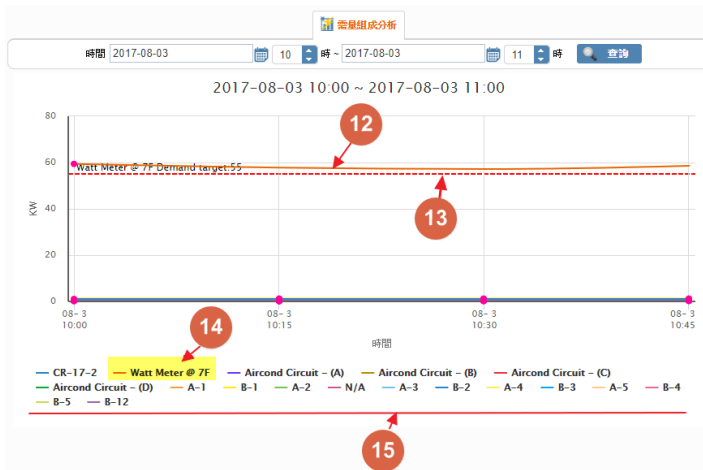 需量組成分析
時間 2017-08-03 10 時 ~ 2017-08-03 11 時 查詢
2017-08-03 10:00 ~ 2017-08-03 11:00
80
12
60
Watt Meter @ 7F Demand target:55
13
KW
40
20
0
08-3 08-3 08-3 08-3
10:00 10:15 10:30 10:45
14
時間
CR-17-2 Watt Meter @ 7F Aircond Circuit - (A) Aircond Circuit - (B) Aircond Circuit - (C)
Aircond Circuit - (D) A-1 B-1 A-2 N/A A-3 B-2 A-4 B-3 A-5 B-4
B-5 B-12
15